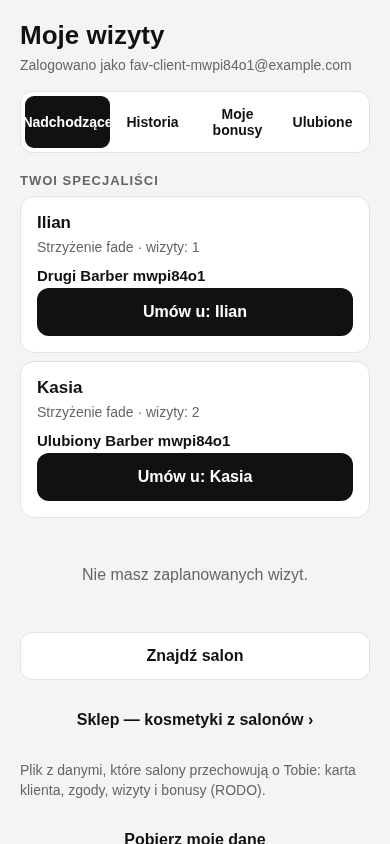 Moje wizyty
Zalogowano jako fav-client-mwpi84o1@example.com
Nadchodzące
Historia
Moje
bonusy
Ulubione
TWOI SPECJALIŚCI
Ilian
Strzyżenie fade · wizyty: 1
Drugi Barber mwpi84o1
Umów u: Ilian
Kasia
Strzyżenie fade · wizyty: 2
Ulubiony Barber mwpi84o1
Umów u: Kasia
Nie masz zaplanowanych wizyt.
Znajdź salon
Sklep — kosmetyki z salonów ›
Plik z danymi, które salony przechowują o Tobie: karta
klienta, zgody, wizyty i bonusy (RODO).
Pobierz moje dane